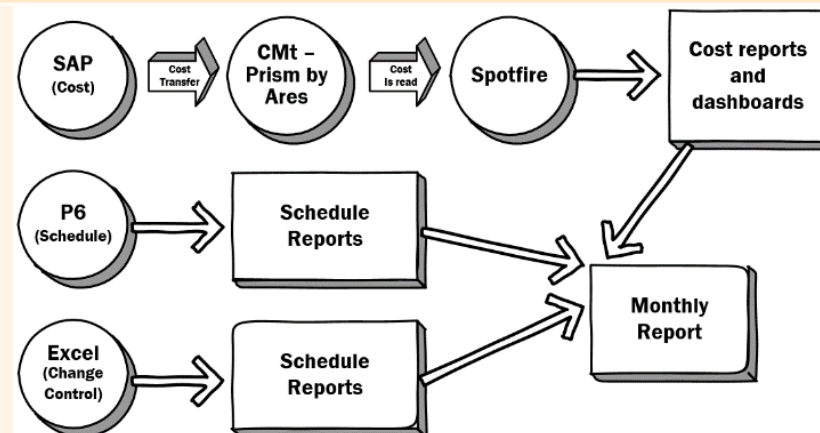 SAP
(Cost)
Cost
Transfer
CMt –
Prism by
Ares
Cost
Is read
Spotfire
Cost reports
and
dashboards
P6
(Schedule)
Schedule
Reports
Monthly
Report
Excel
(Change
Control)
Schedule
Reports